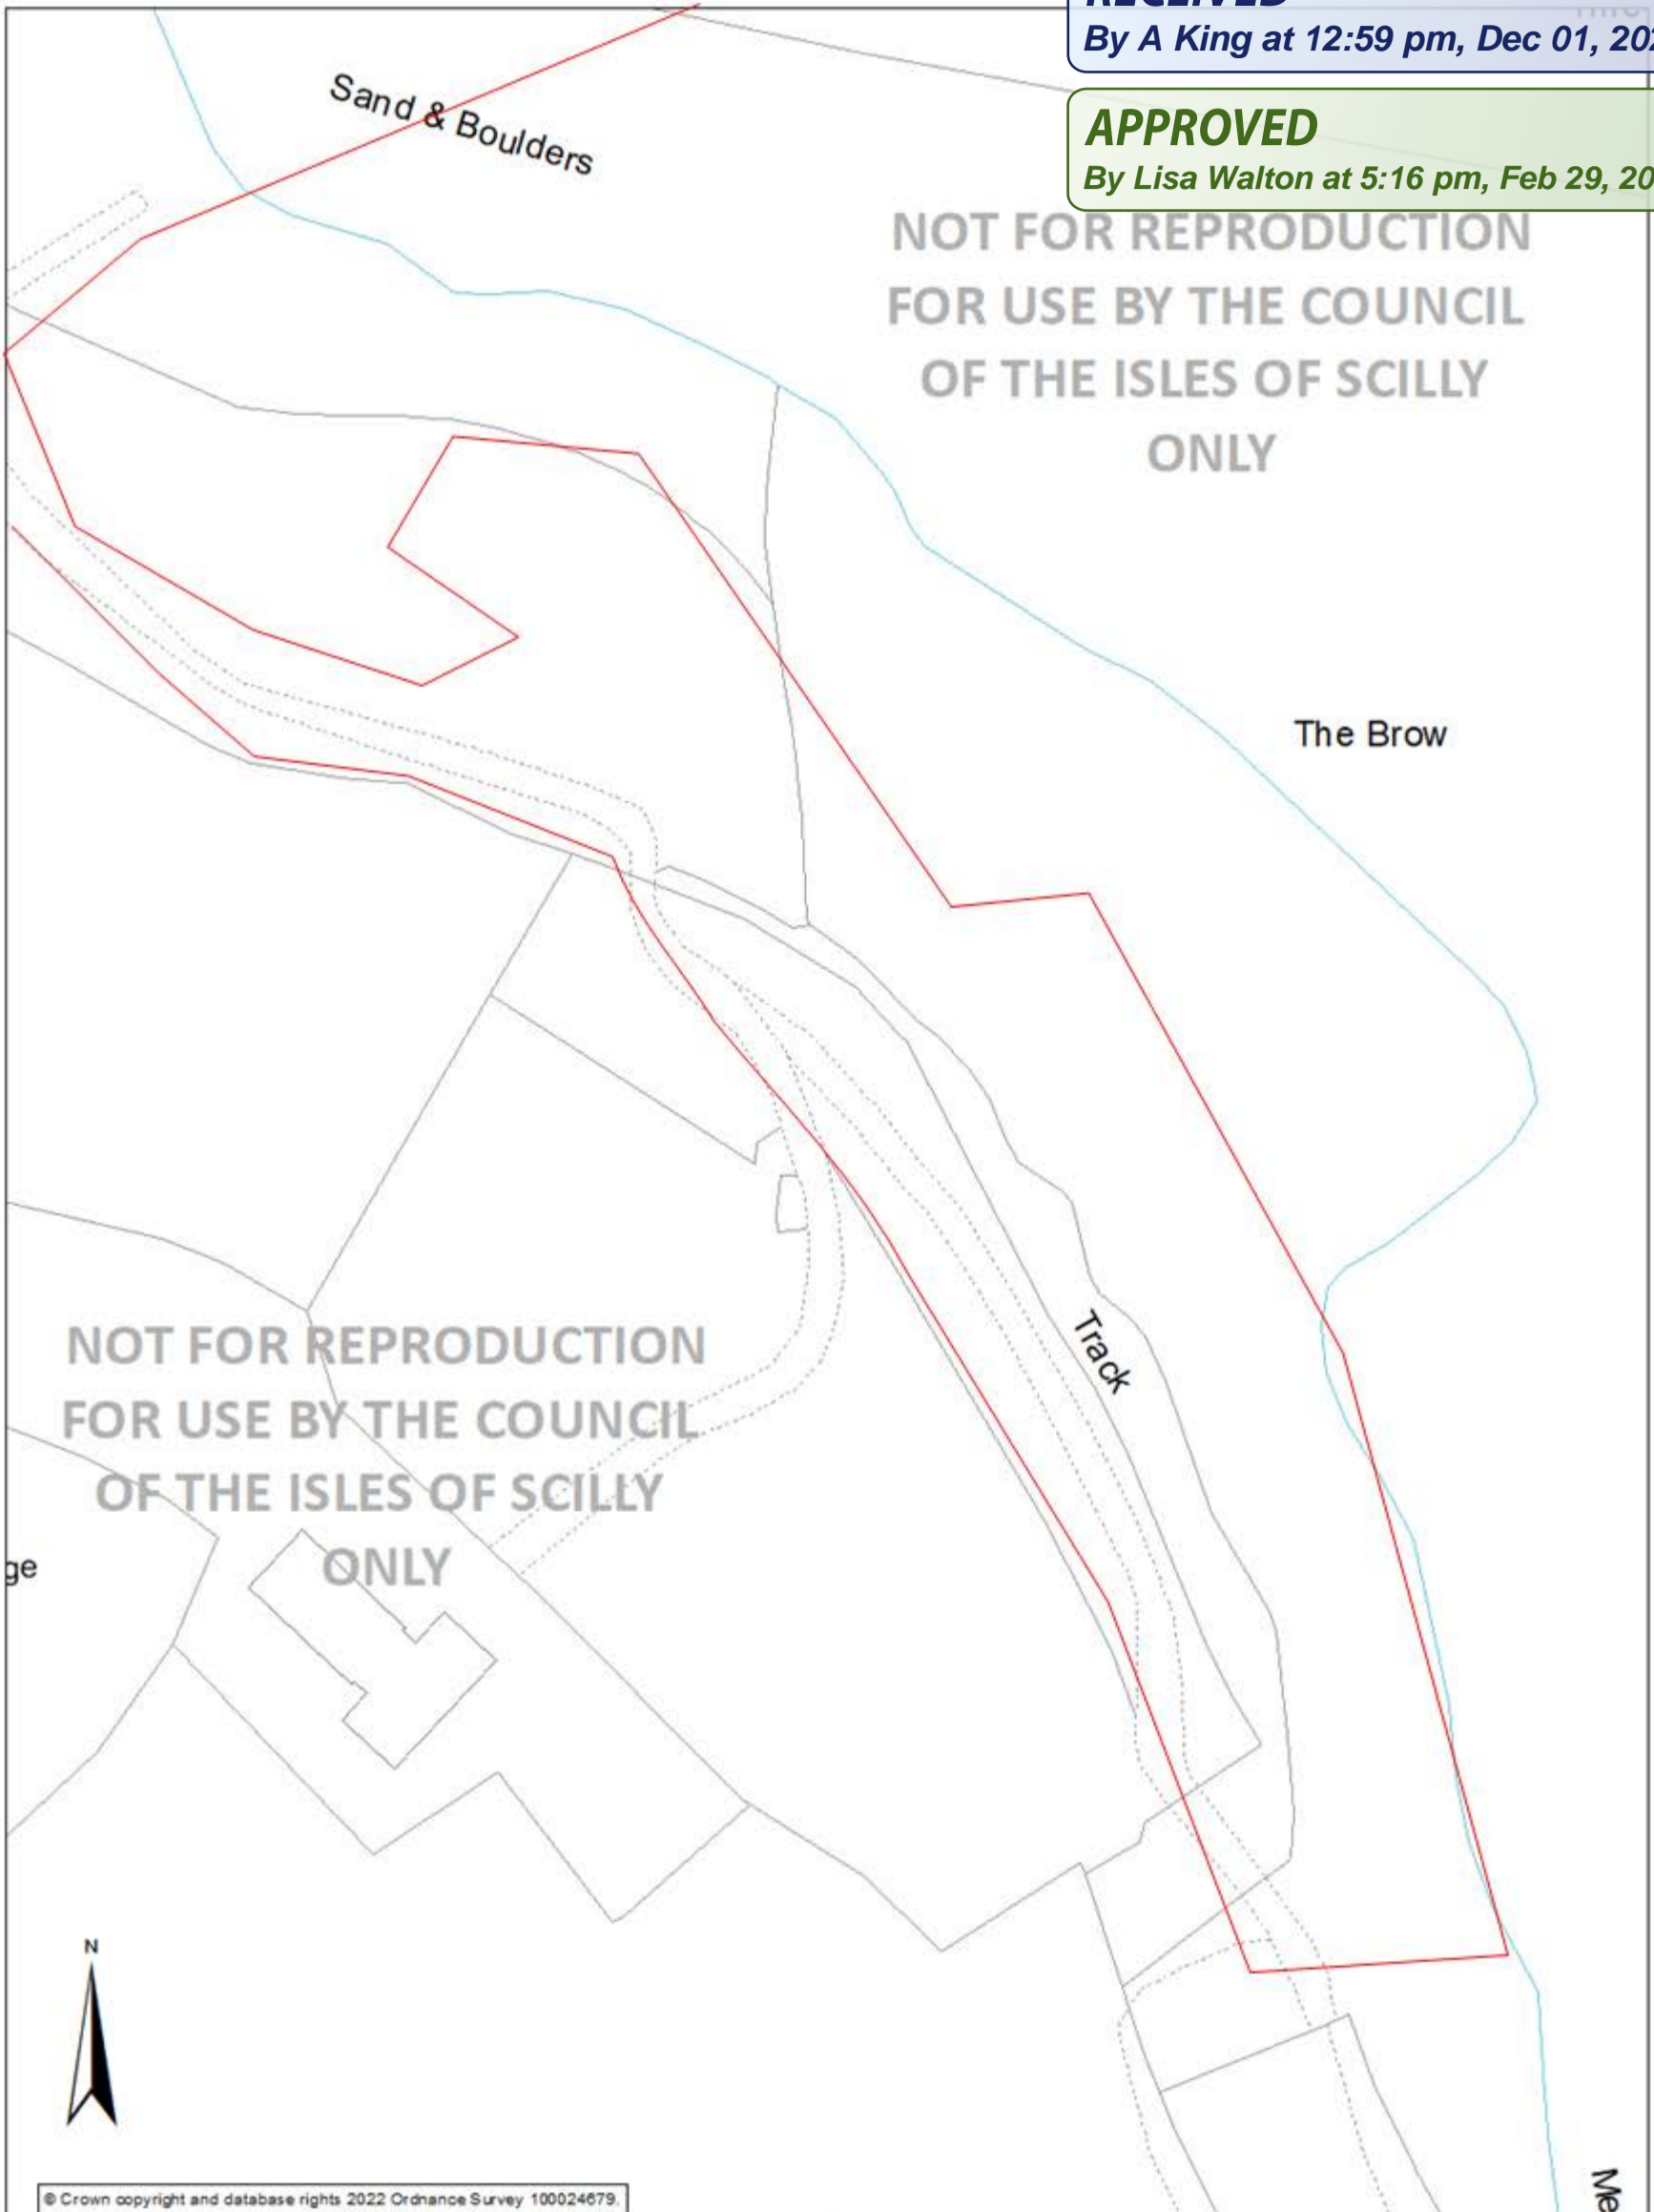 RECEIVED
By A King at 12:59 pm, Dec 01, 202
APPROVED
By Lisa Walton at 5:16 pm, Feb 29, 20
Sand & Boulders
NOT FOR REPRODUCTION
FOR USE BY THE COUNCIL
OF THE ISLES OF SCILLY
ONLY
The Brow
Track
NOT FOR REPRODUCTION
FOR USE BY THE COUNCIL
OF THE ISLES OF SCILLY
ONLY
ge
N
Me
© Crown copyright and database rights 2022 Ordnance Survey 100024679.